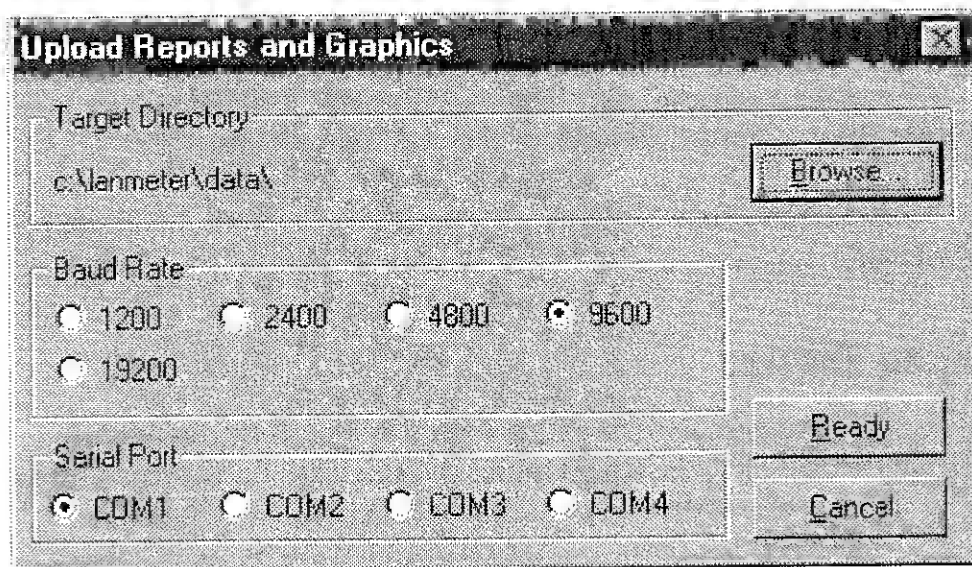 Upload Reports and Graphics
Target Directory
c:\lanmeter\data\
Browse...
Baud Rate
1200 2400 4800 9600
19200
Ready
Serial Port
COM1 COM2 COM3 COM4
Cancel